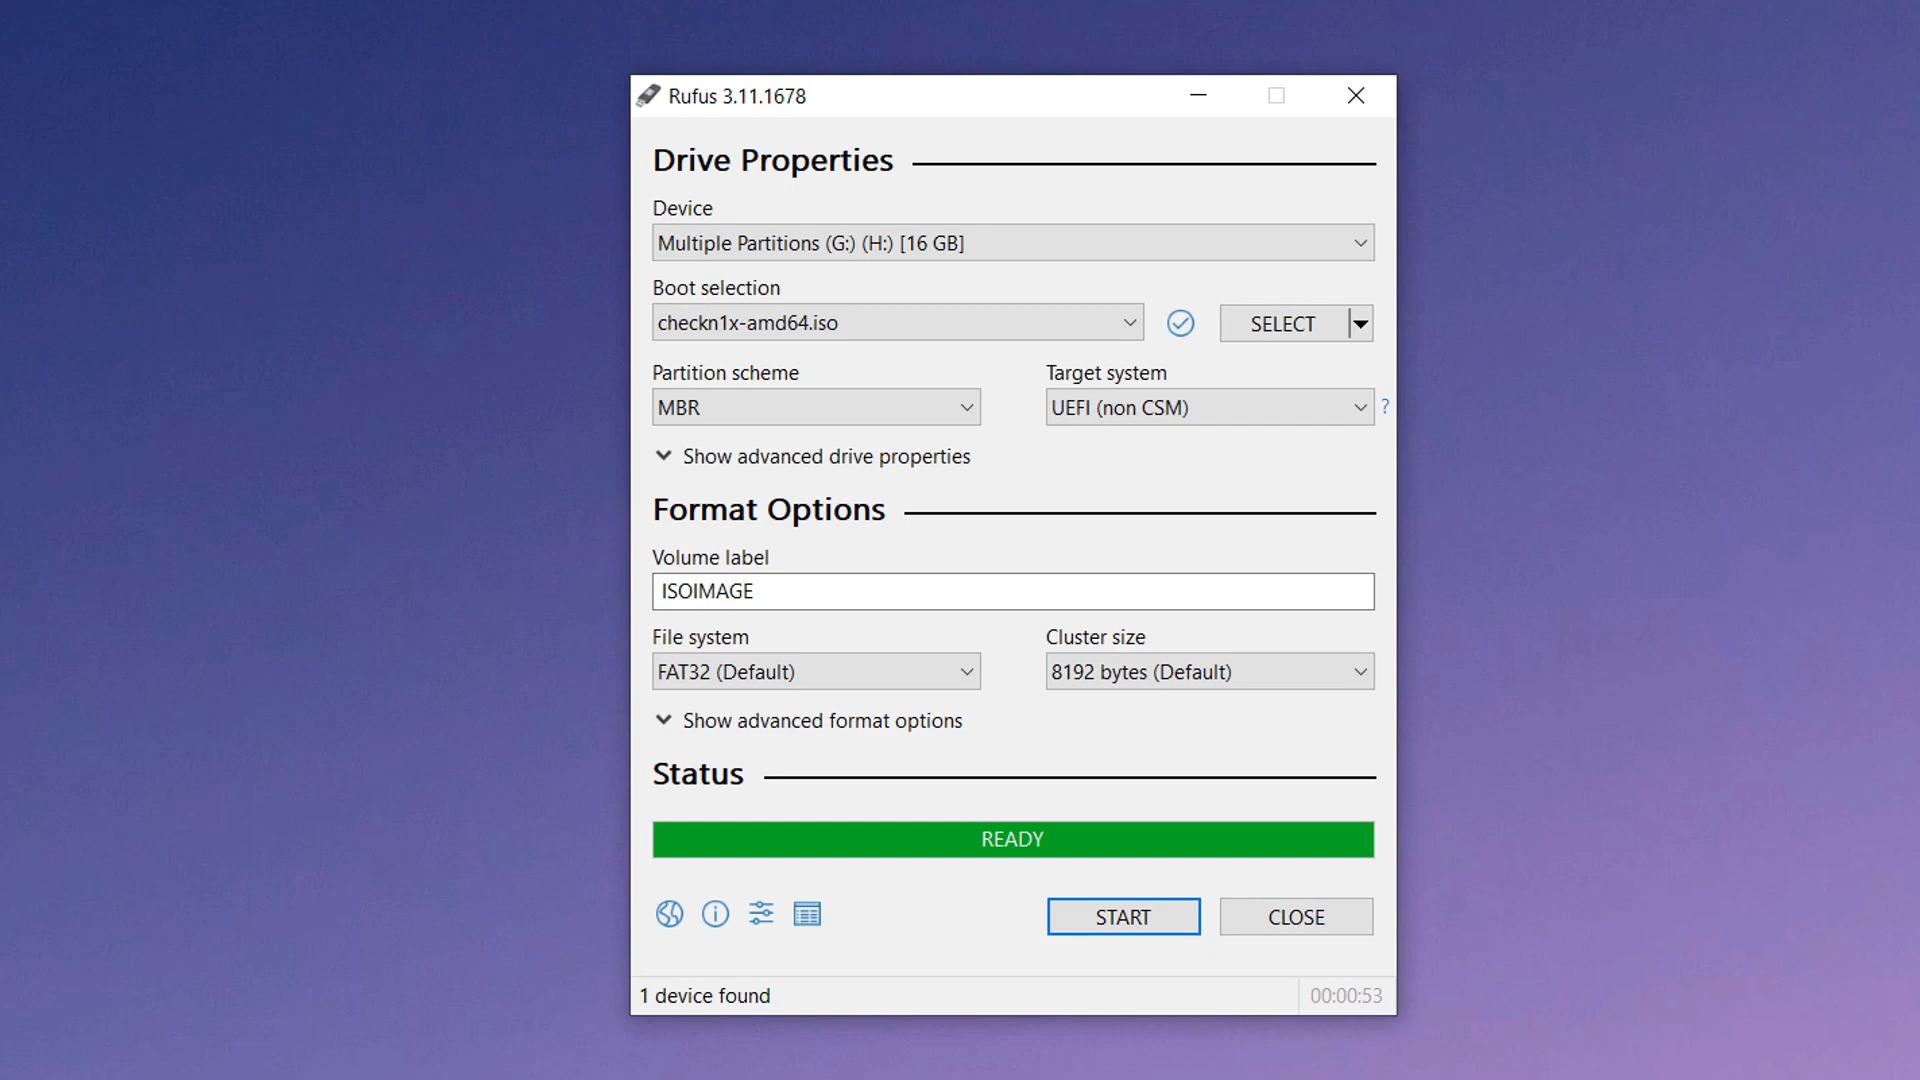 Rufus 3.11.1678
Drive Properties
Device
Multiple Partitions (G:) (H:) [16 GB]
Boot selection
checkn1x-amd64.iso
SELECT
Partition scheme
Target system
MBR
UEFI (non CSM)
?
Show advanced drive properties
Format Options
Volume label
ISOIMAGE
File system
Cluster size
FAT32 (Default)
8192 bytes (Default)
Show advanced format options
Status
READY
START
CLOSE
1 device found
00:00:53